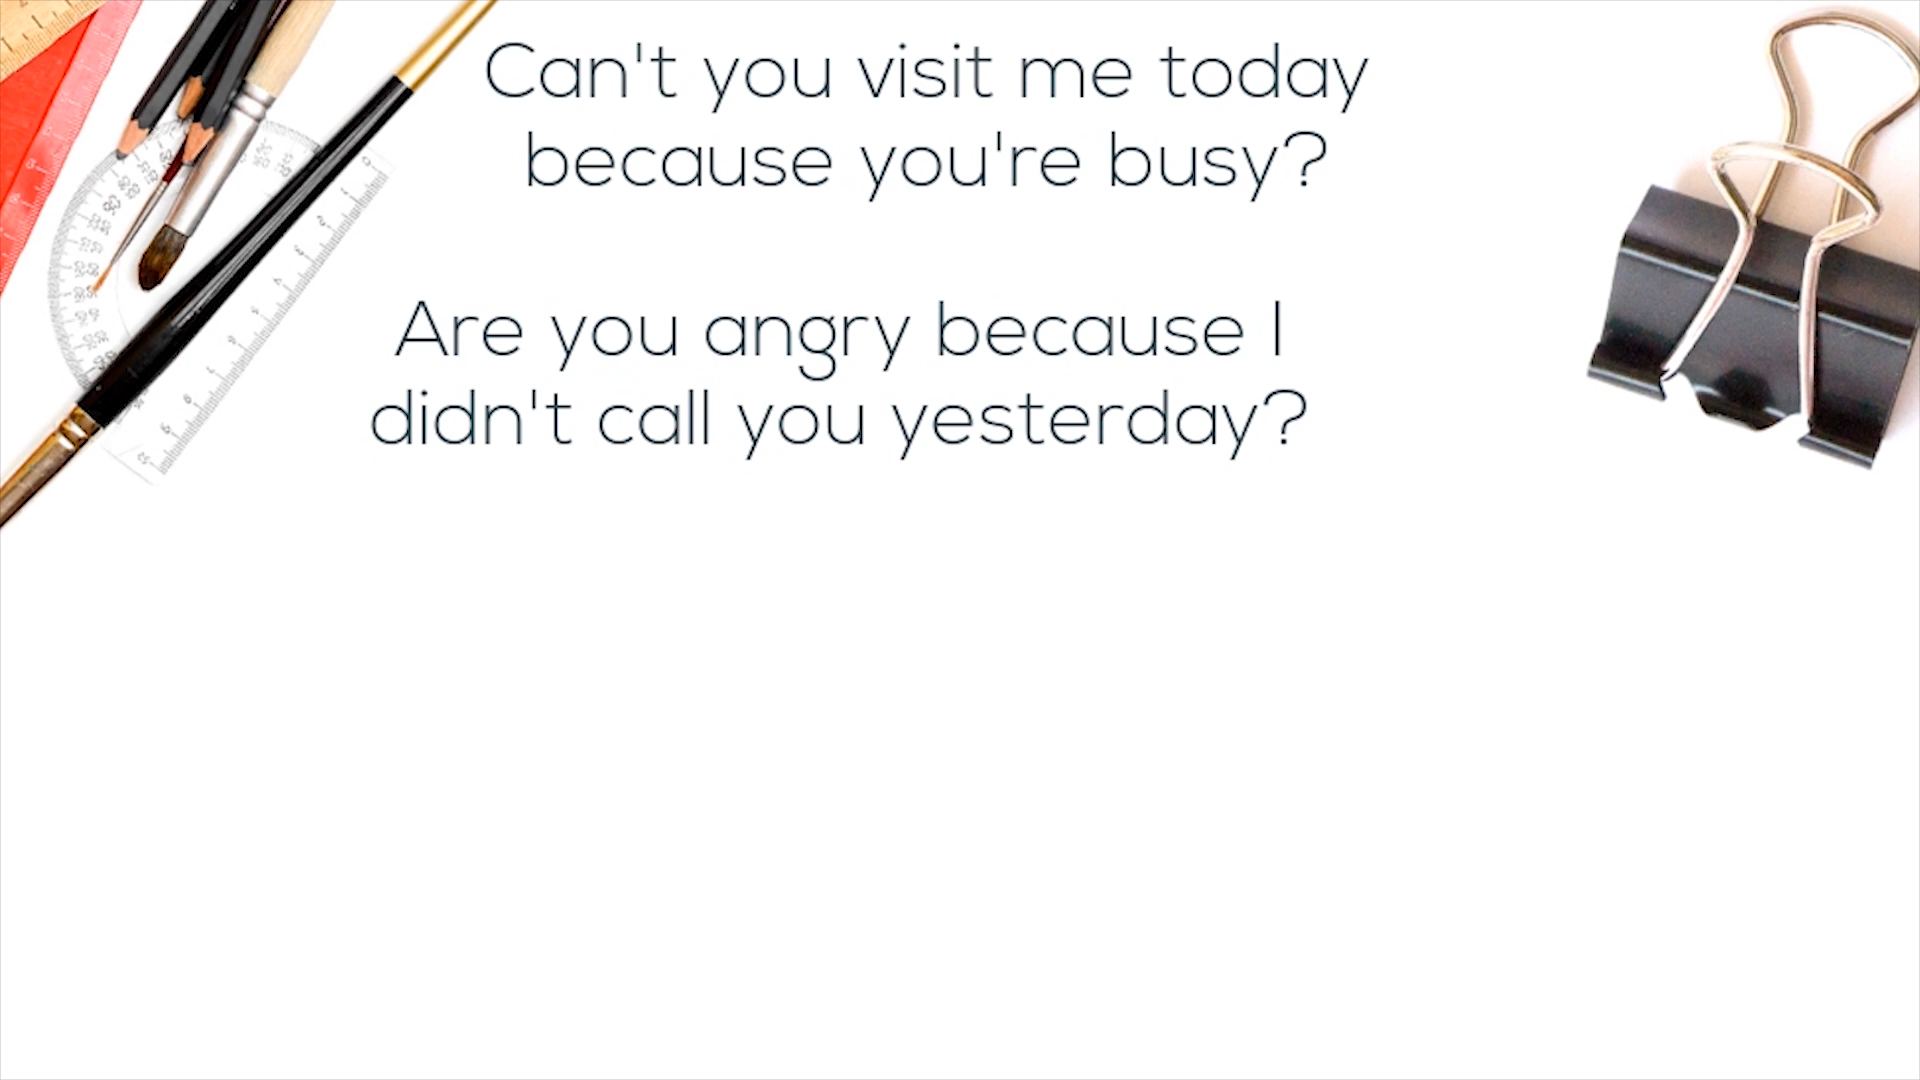 Can't you visit me today
because you're busy?
Are you angry because I
didn't call you yesterday?